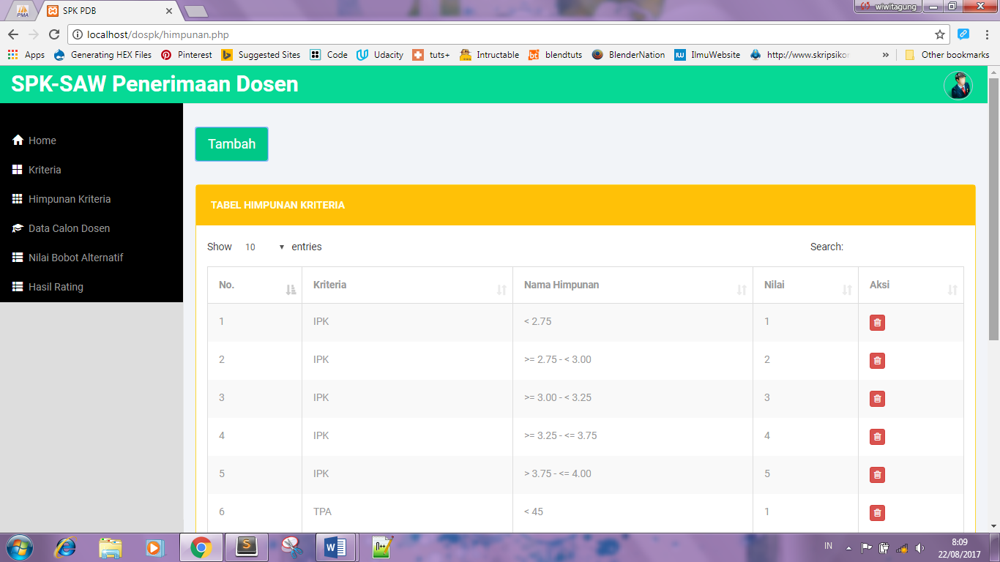 PMA
SPK PDB
wiwitagung
localhost/dospk/himpunan.php
Apps Generating HEX Files Pinterest Suggested Sites Code Udacity tuts+ Intructable blendtuts BlenderNation IlmuWebsite http://www.skripsiko » Other bookmarks
SPK-SAW Penerimaan Dosen
Home
Kriteria
Himpunan Kriteria
Data Calon Dosen
Nilai Bobot Alternatif
Hasil Rating
Tambah
TABEL HIMPUNAN KRITERIA
Show 10 entries Search:
No. Kriteria Nama Himpunan Nilai Aksi
1 IPK < 2.75 1
2 IPK >= 2.75 - < 3.00 2
3 IPK >= 3.00 - < 3.25 3
4 IPK >= 3.25 - <= 3.75 4
5 IPK > 3.75 - <= 4.00 5
6 TPA < 45 1
IN 8:09
22/08/2017